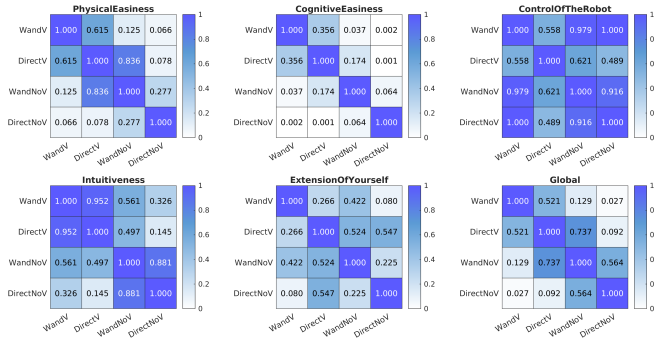 PhysicalEasiness
WandV 1.000 0.615 0.125 0.066
DirectV 0.615 1.000 0.836 0.078
WandNoV 0.125 0.836 1.000 0.277
DirectNoV 0.066 0.078 0.277 1.000
WandV DirectV WandNoV DirectNoV
1
0.8
0.6
0.4
0.2
0
CognitiveEasiness
WandV 1.000 0.356 0.037 0.002
DirectV 0.356 1.000 0.174 0.001
WandNoV 0.037 0.174 1.000 0.064
DirectNoV 0.002 0.001 0.064 1.000
WandV DirectV WandNoV DirectNoV
1
0.8
0.6
0.4
0.2
0
ControlOfTheRobot
WandV 1.000 0.558 0.979 1.000
DirectV 0.558 1.000 0.621 0.489
WandNoV 0.979 0.621 1.000 0.916
DirectNoV 1.000 0.489 0.916 1.000
WandV DirectV WandNoV DirectNoV
1
0.8
0.6
0.4
0.2
0
Intuitiveness
WandV 1.000 0.952 0.561 0.326
DirectV 0.952 1.000 0.497 0.145
WandNoV 0.561 0.497 1.000 0.881
DirectNoV 0.326 0.145 0.881 1.000
WandV DirectV WandNoV DirectNoV
1
0.8
0.6
0.4
0.2
0
ExtensionOfYourself
WandV 1.000 0.266 0.422 0.080
DirectV 0.266 1.000 0.524 0.547
WandNoV 0.422 0.524 1.000 0.225
DirectNoV 0.080 0.547 0.225 1.000
WandV DirectV WandNoV DirectNoV
1
0.8
0.6
0.4
0.2
0
Global
WandV 1.000 0.521 0.129 0.027
DirectV 0.521 1.000 0.737 0.092
WandNoV 0.129 0.737 1.000 0.564
DirectNoV 0.027 0.092 0.564 1.000
WandV DirectV WandNoV DirectNoV
1
0.8
0.6
0.4
0.2
0